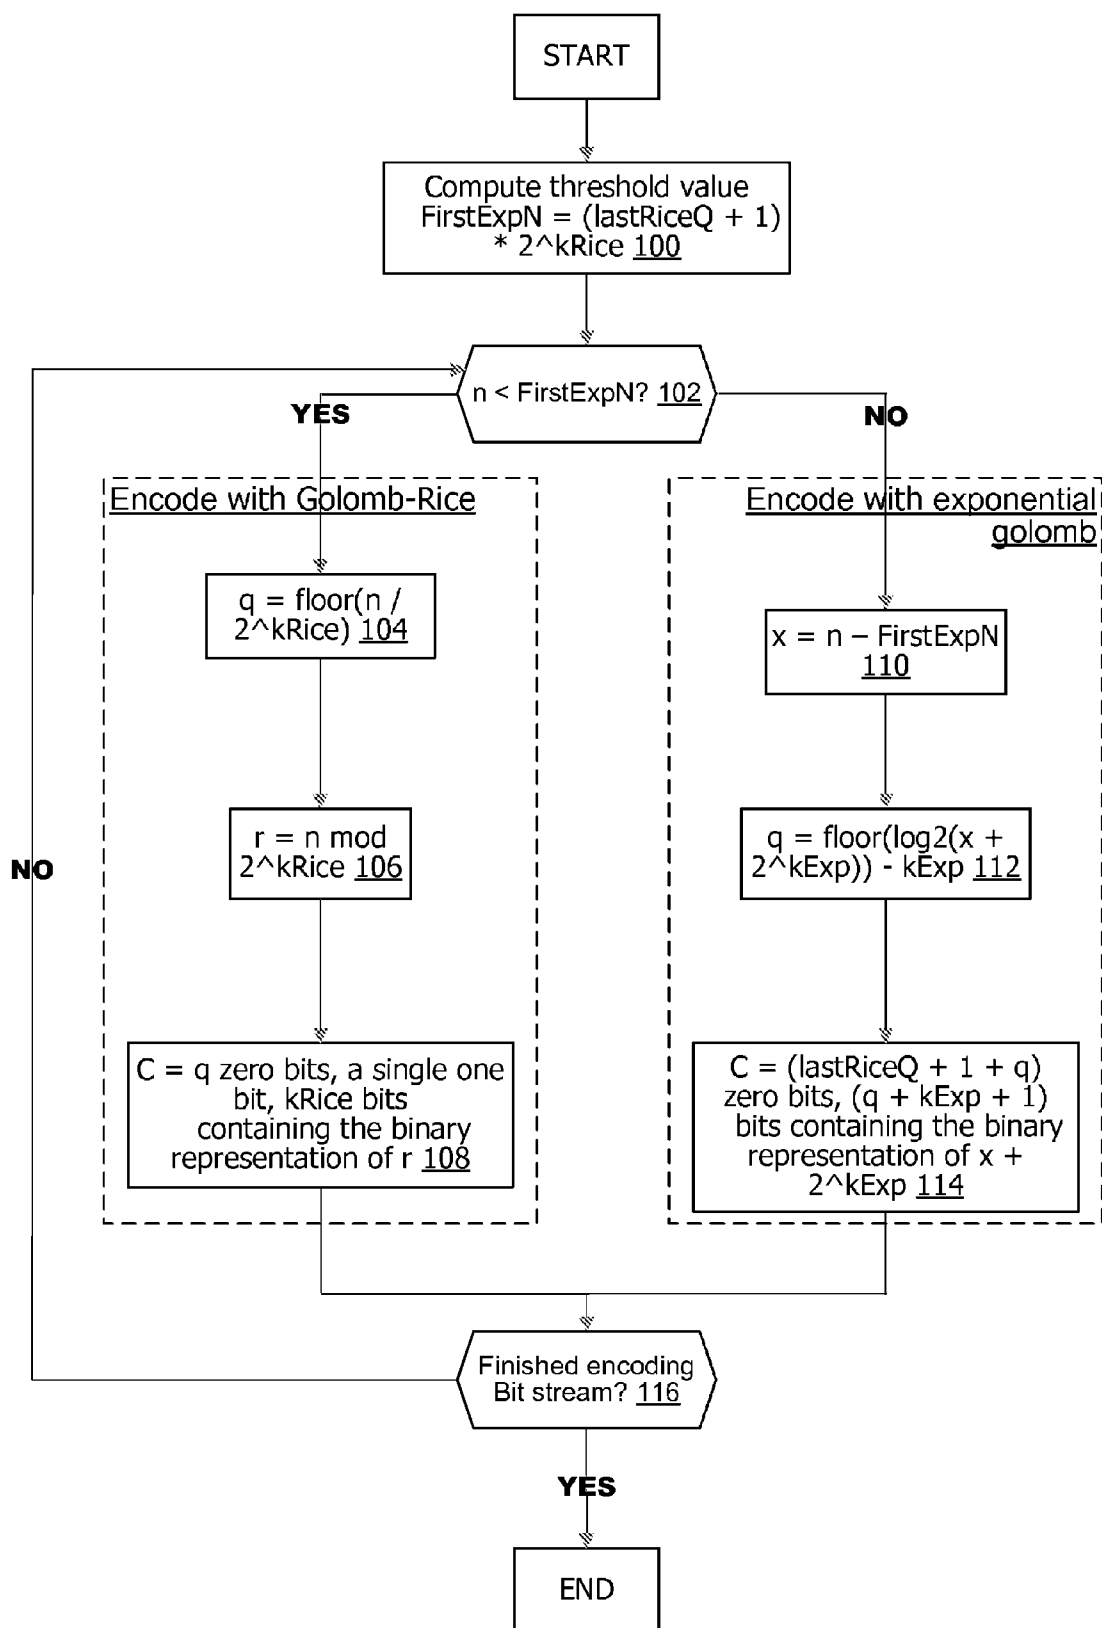 START
Compute threshold value
FirstExpN = (lastRiceQ + 1)
* 2^kRice 100
n < FirstExpN? 102
YES
NO
Encode with Golomb-Rice
q = floor(n /
2^kRice) 104
r = n mod
2^kRice 106
C = q zero bits, a single one
bit, kRice bits
containing the binary
representation of r 108
Encode with exponential
golomb
x = n – FirstExpN
110
q = floor(log2(x +
2^kExp)) - kExp 112
C = (lastRiceQ + 1 + q)
zero bits, (q + kExp + 1)
bits containing the binary
representation of x +
2^kExp 114
NO
Finished encoding
Bit stream? 116
YES
END